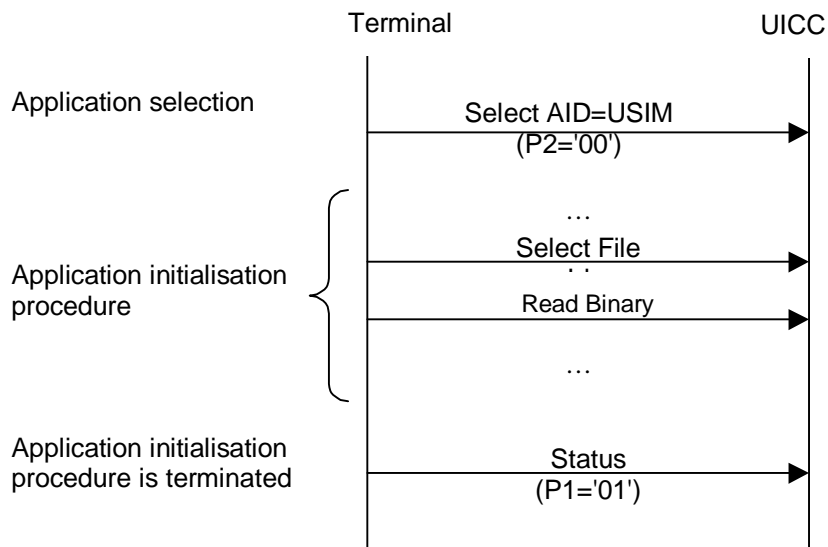 Terminal UICC
Application selection
Select AID=USIM
(P2='00')
...
Select File
. .
Application initialisation
procedure
Read Binary
...
Application initialisation
procedure is terminated
Status
(P1='01')